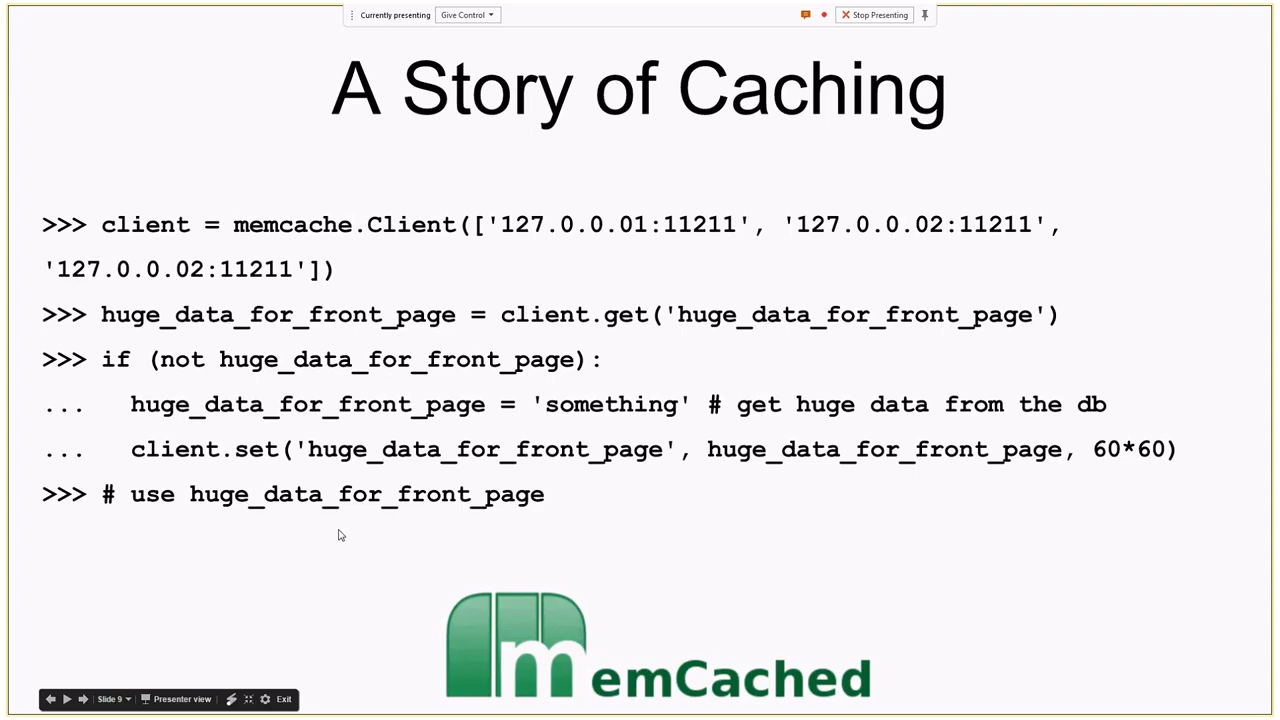 Currently presenting Give Control Stop Presenting
A Story of Caching
>>> client = memcache.Client(['127.0.0.01:11211', '127.0.0.02:11211',
'127.0.0.02:11211'])
>>> huge_data_for_front_page = client.get('huge_data_for_front_page')
>>> if (not huge_data_for_front_page):
...   huge_data_for_front_page = 'something' # get huge data from the db
...   client.set('huge_data_for_front_page', huge_data_for_front_page, 60*60)
>>> # use huge_data_for_front_page
memCached
Slide 9 Presenter view Exit